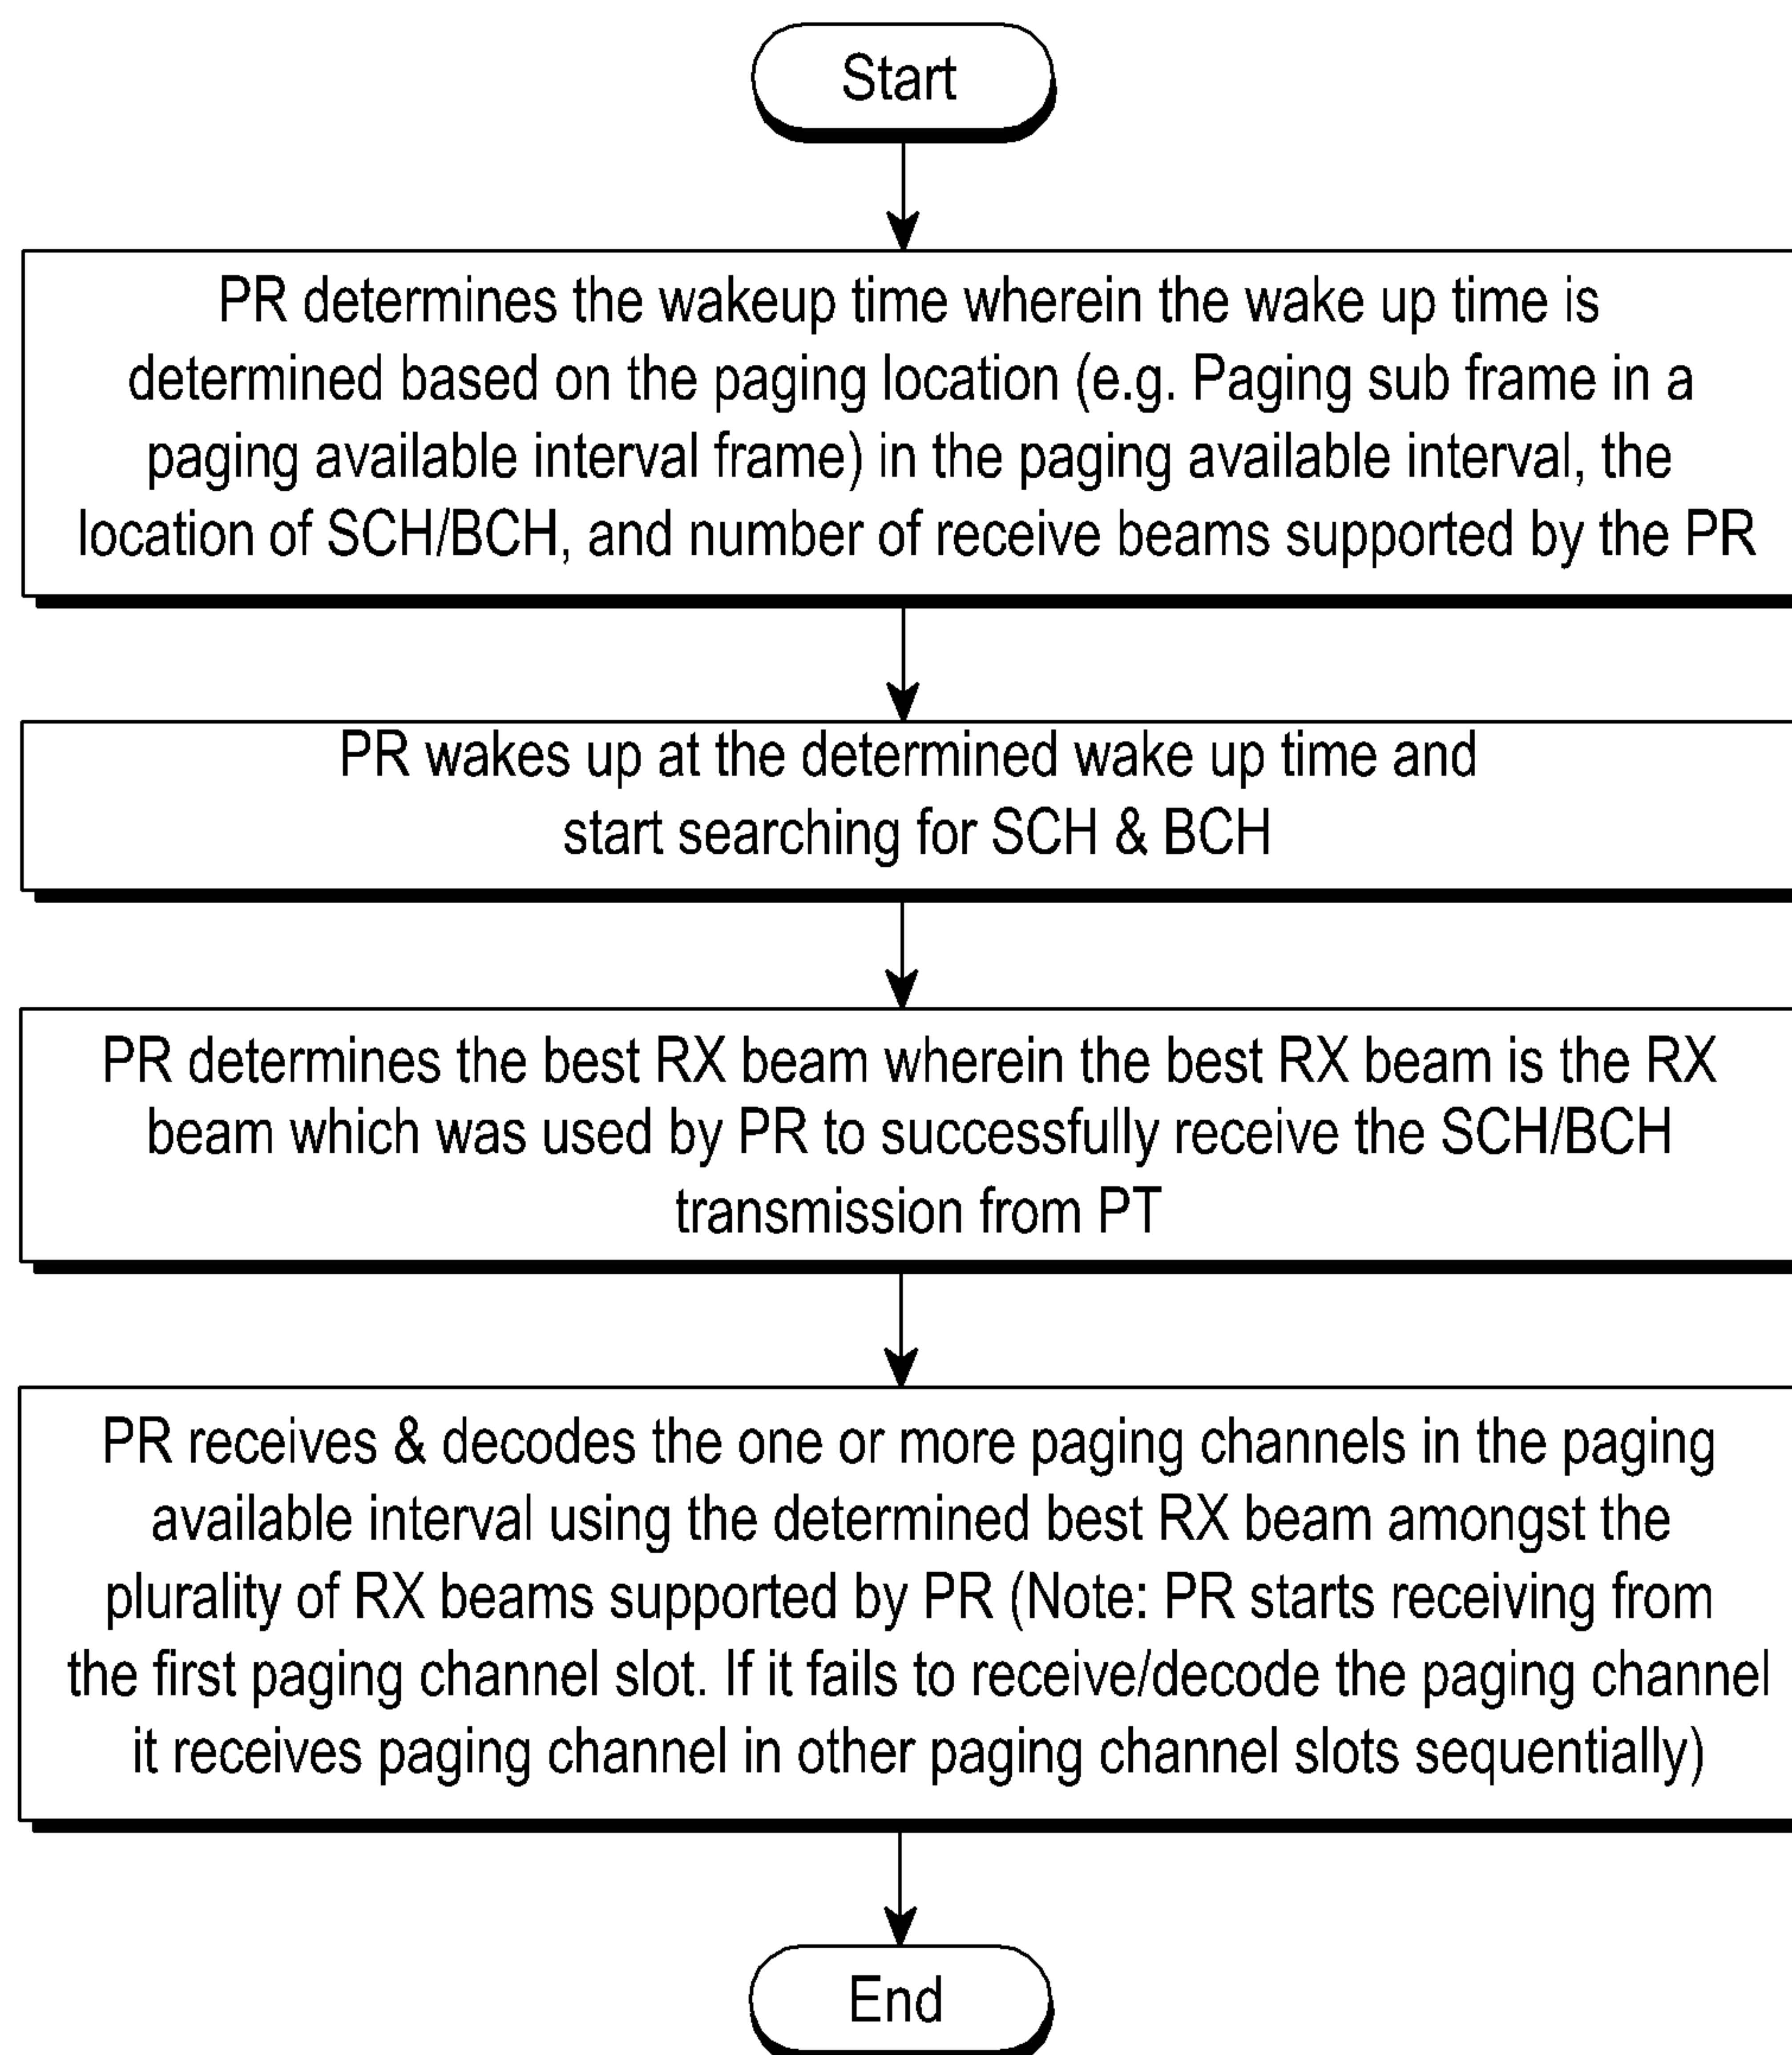 Start
PR determines the wakeup time wherein the wake up time is
determined based on the paging location (e.g. Paging sub frame in a
paging available interval frame) in the paging available interval, the
location of SCH/BCH, and number of receive beams supported by the PR
PR wakes up at the determined wake up time and
start searching for SCH & BCH
PR determines the best RX beam wherein the best RX beam is the RX
beam which was used by PR to successfully receive the SCH/BCH
transmission from PT
PR receives & decodes the one or more paging channels in the paging
available interval using the determined best RX beam amongst the
plurality of RX beams supported by PR (Note: PR starts receiving from
the first paging channel slot. If it fails to receive/decode the paging channel
it receives paging channel in other paging channel slots sequentially)
End